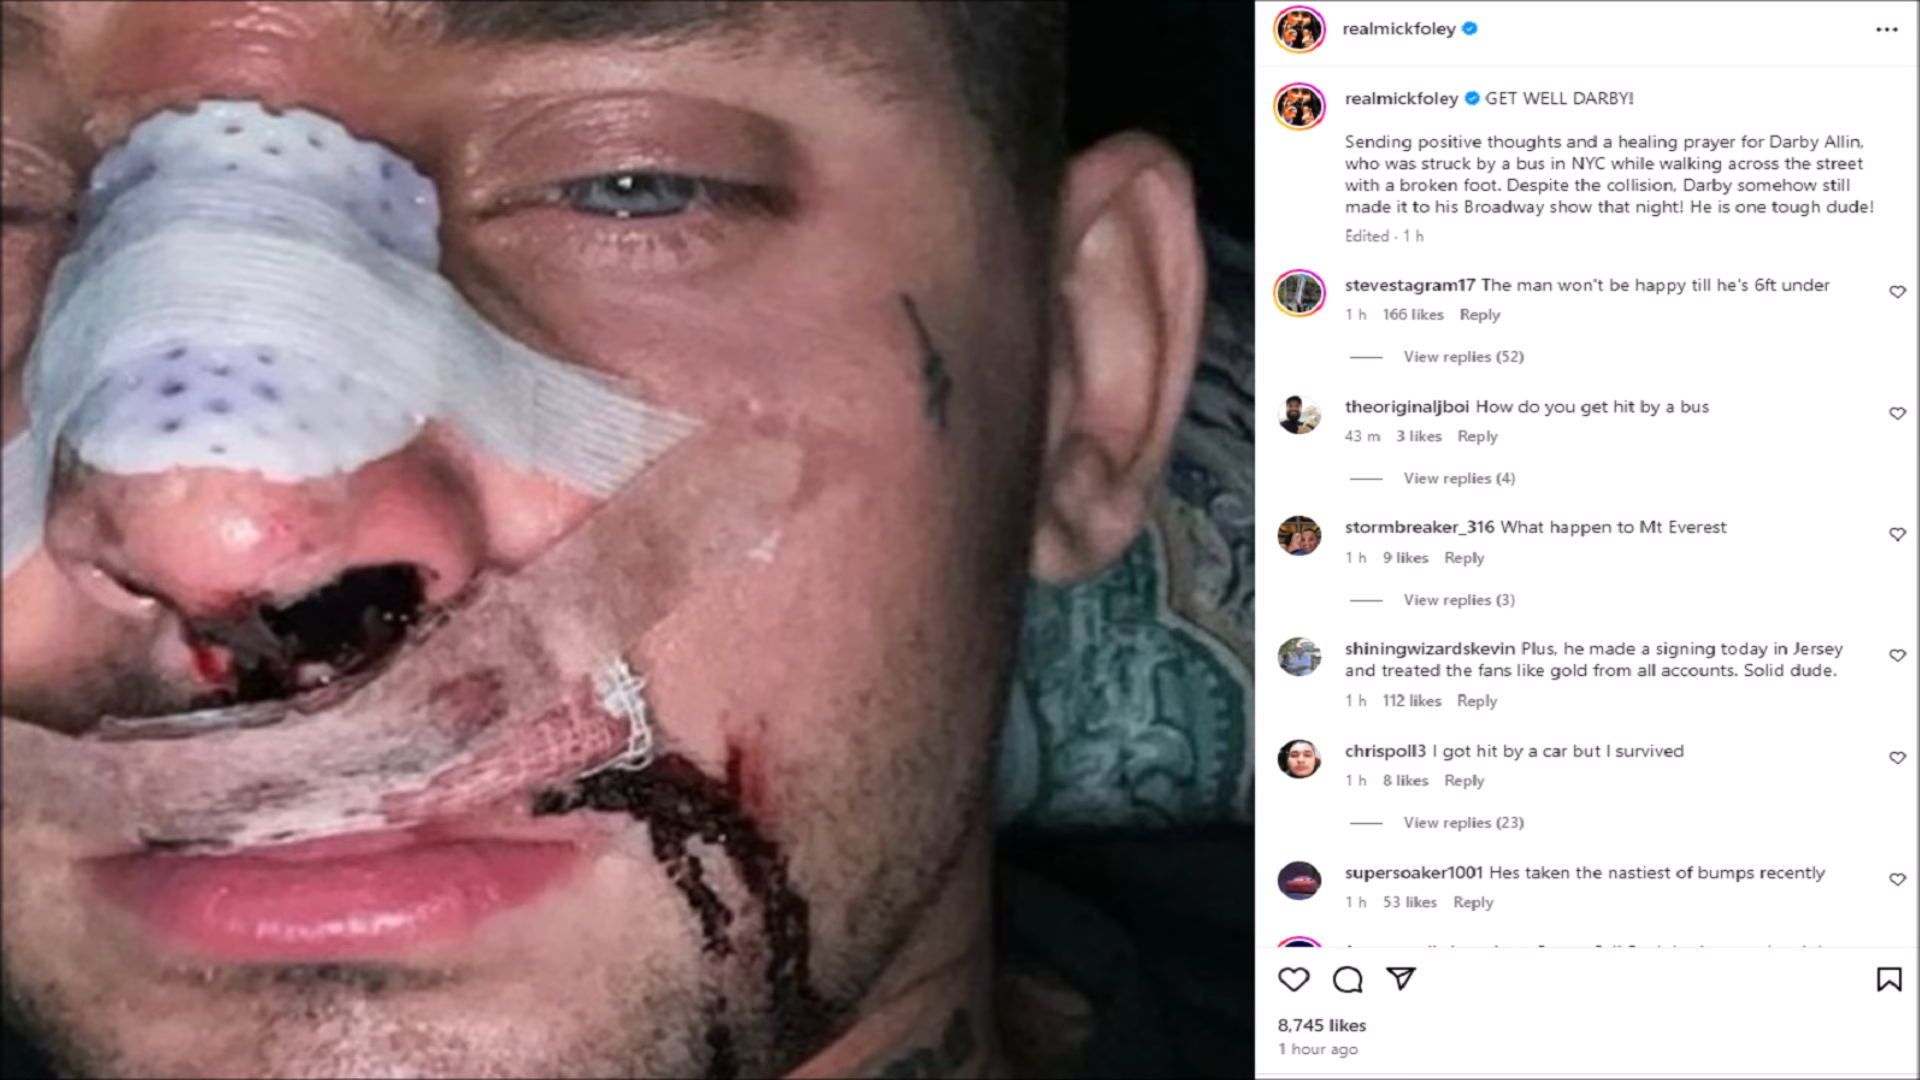 realmickfoley
realmickfoley GET WELL DARBY!
Sending positive thoughts and a healing prayer for Darby Allin,
who was struck by a bus in NYC while walking across the street
with a broken foot. Despite the collision, Darby somehow still
made it to his Broadway show that night! He is one tough dude!
Edited · 1 h
stevestagram17 The man won't be happy till he's 6ft under
1 h 166 likes Reply
View replies (52)
theoriginaljboi How do you get hit by a bus
43 m 3 likes Reply
View replies (4)
stormbreaker_316 What happen to Mt Everest
1 h 9 likes Reply
View replies (3)
shiningwizardskevin Plus, he made a signing today in Jersey
and treated the fans like gold from all accounts. Solid dude.
1 h 112 likes Reply
chrispoll3 I got hit by a car but I survived
1 h 8 likes Reply
View replies (23)
supersoaker1001 Hes taken the nastiest of bumps recently
1 h 53 likes Reply
8,745 likes
1 hour ago